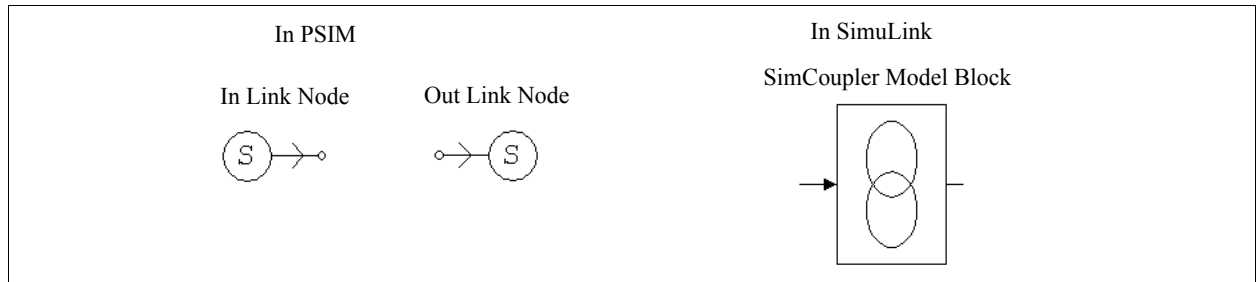 In PSIM
In SimuLink
In Link Node
Out Link Node
SimCoupler Model Block
S
S